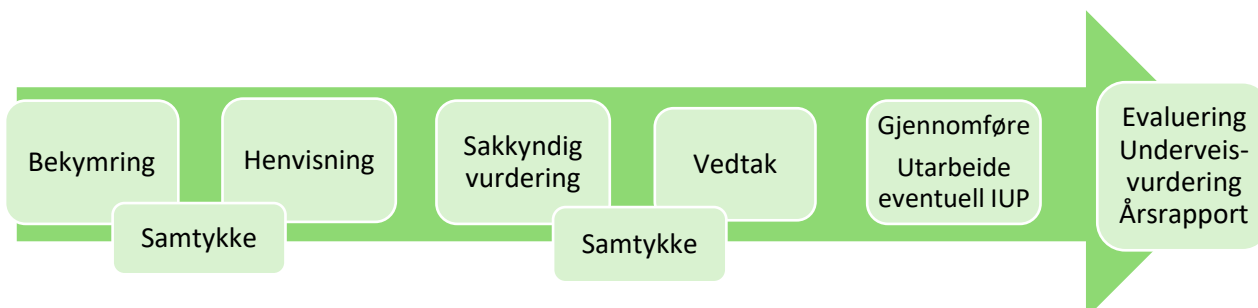 Bekymring
Samtykke
Henvisning
Sakkyndig
vurdering
Samtykke
Vedtak
Gjennomføre
Utarbeide
eventuell IUP
Evaluering
Underveis-
vurdering
Årsrapport